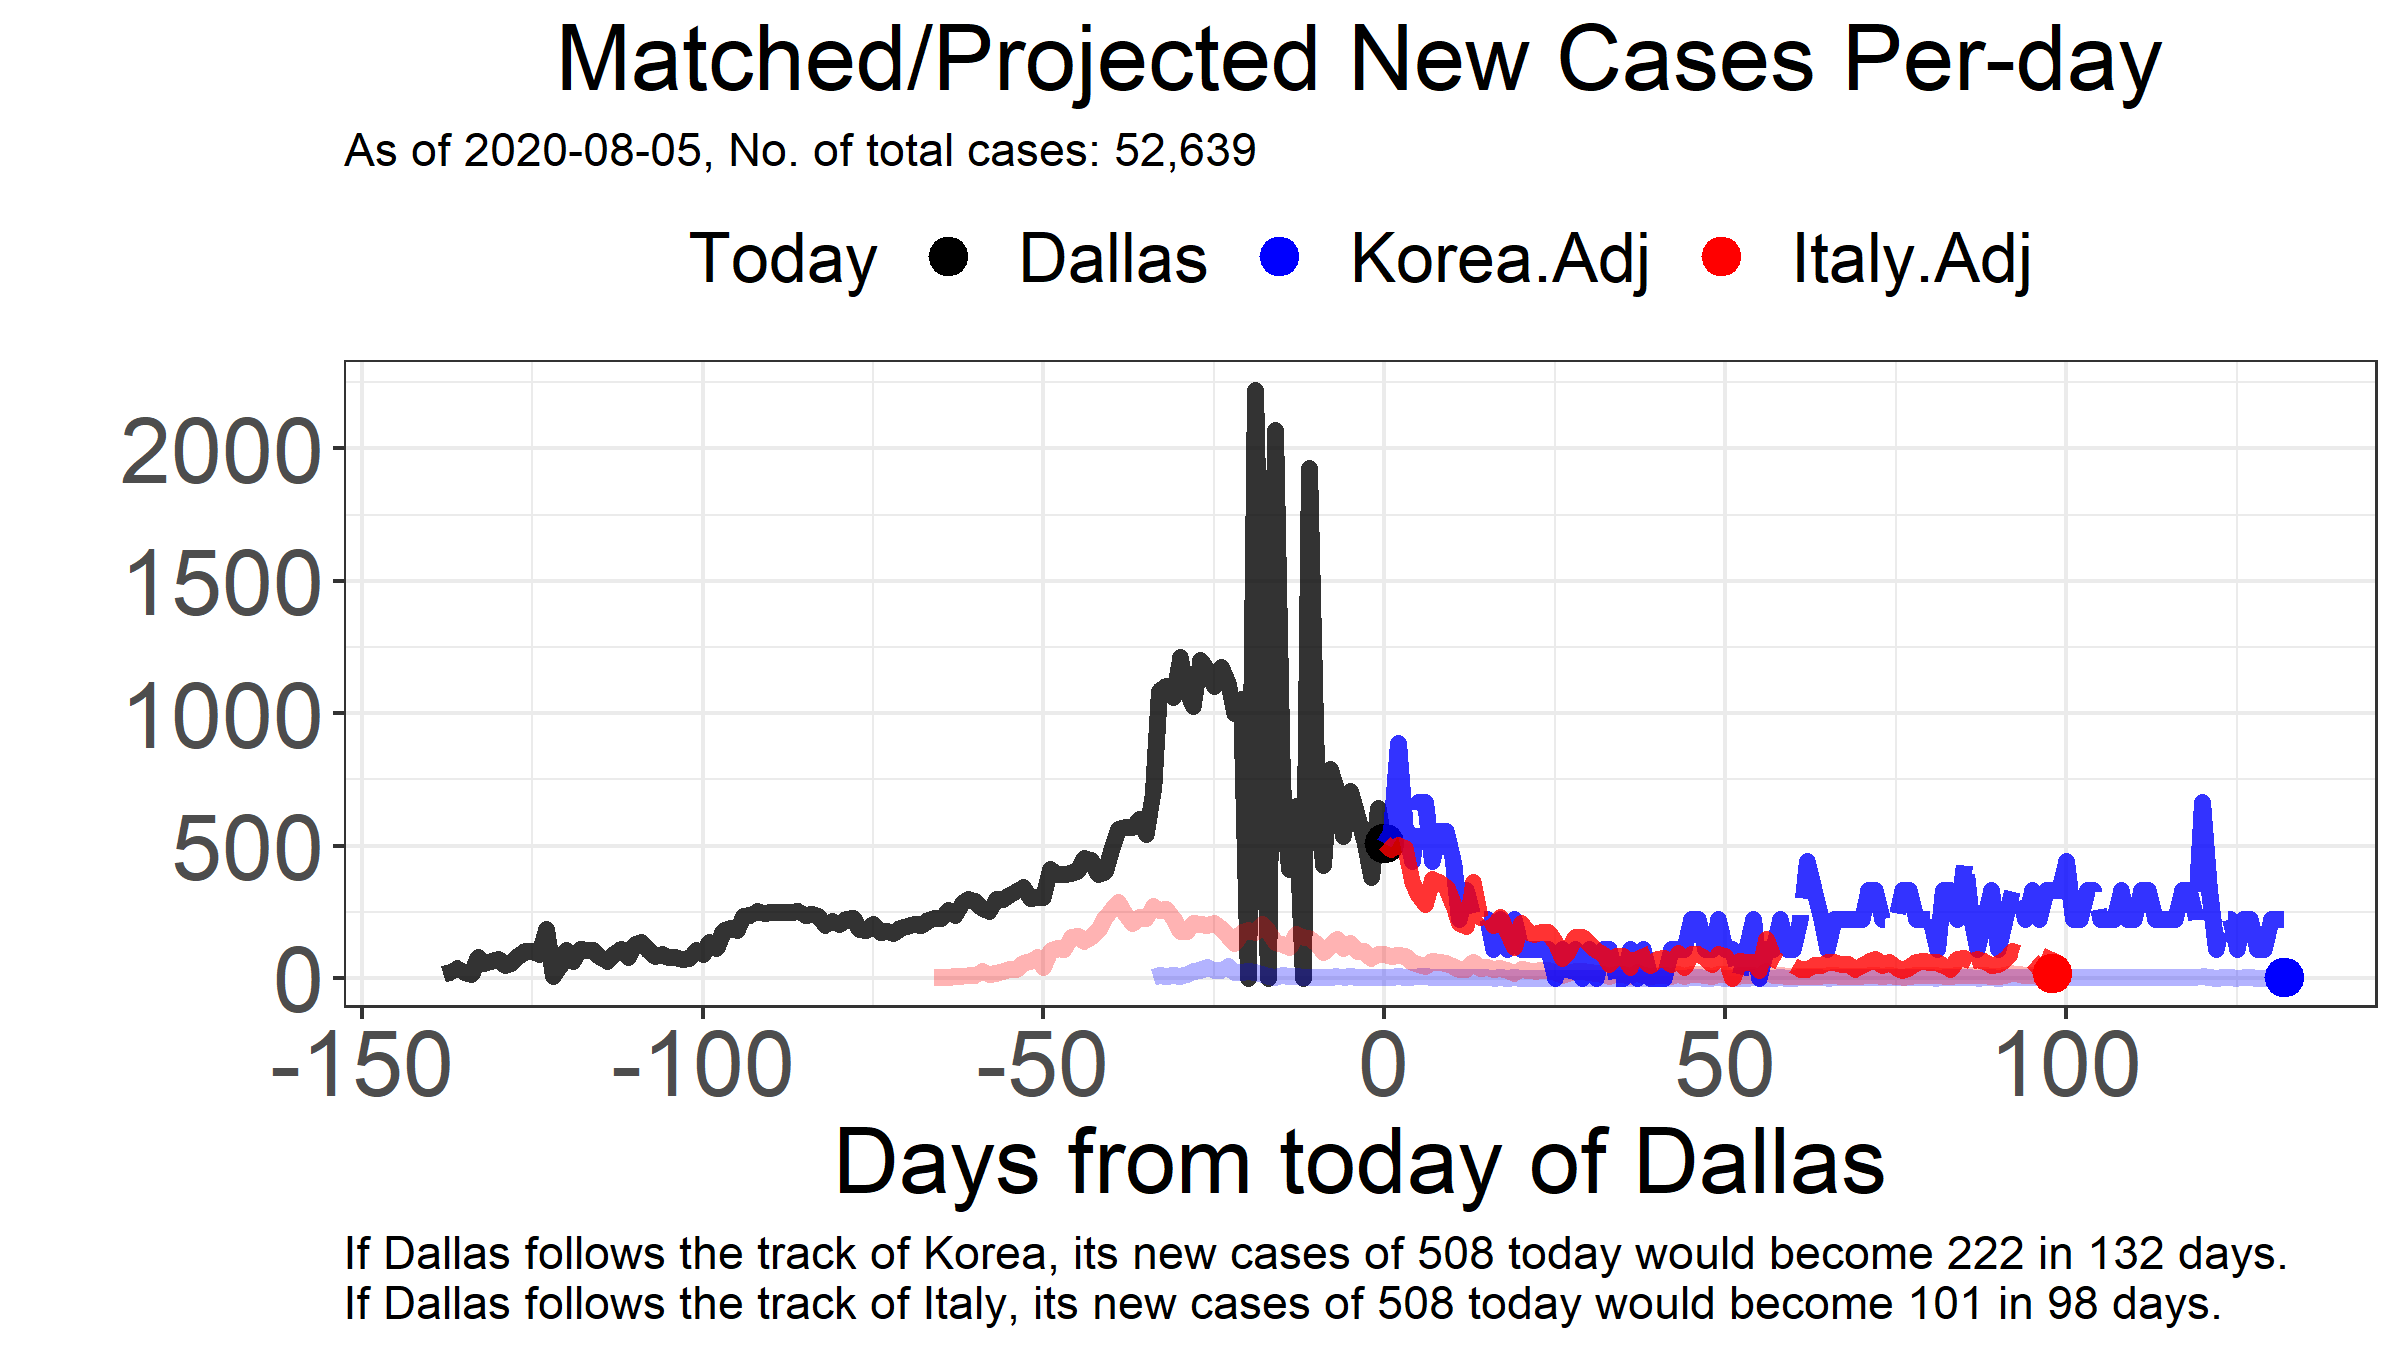 Matched/Projected New Cases Per-day
As of 2020-08-05, No. of total cases: 52,639
Today Dallas Korea.Adj Italy.Adj
2000
1500
1000
500
0
-150 -100 -50 0 50 100
Days from today of Dallas
If Dallas follows the track of Korea, its new cases of 508 today would become 222 in 132 days.
If Dallas follows the track of Italy, its new cases of 508 today would become 101 in 98 days.